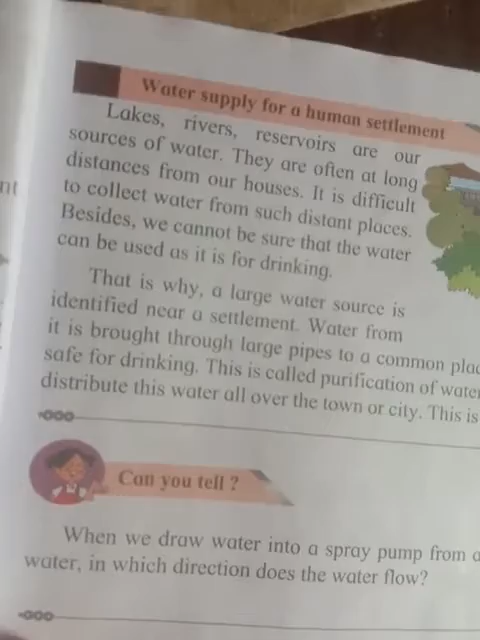 Water supply for a human settlement
Lakes, rivers, reservoirs are our
sources of water. They are often at long
distances from our houses. It is difficult
to collect water from such distant places.
Besides, we cannot be sure that the water
can be used as it is for drinking.
That is why, a large water source is
identified near a settlement. Water from
it is brought through large pipes to a common
safe for drinking. This is called purification of
distribute this water all over the town or city. This is
Can you tell ?
When we draw water into a spray pump from
water, in which direction does the water flow?